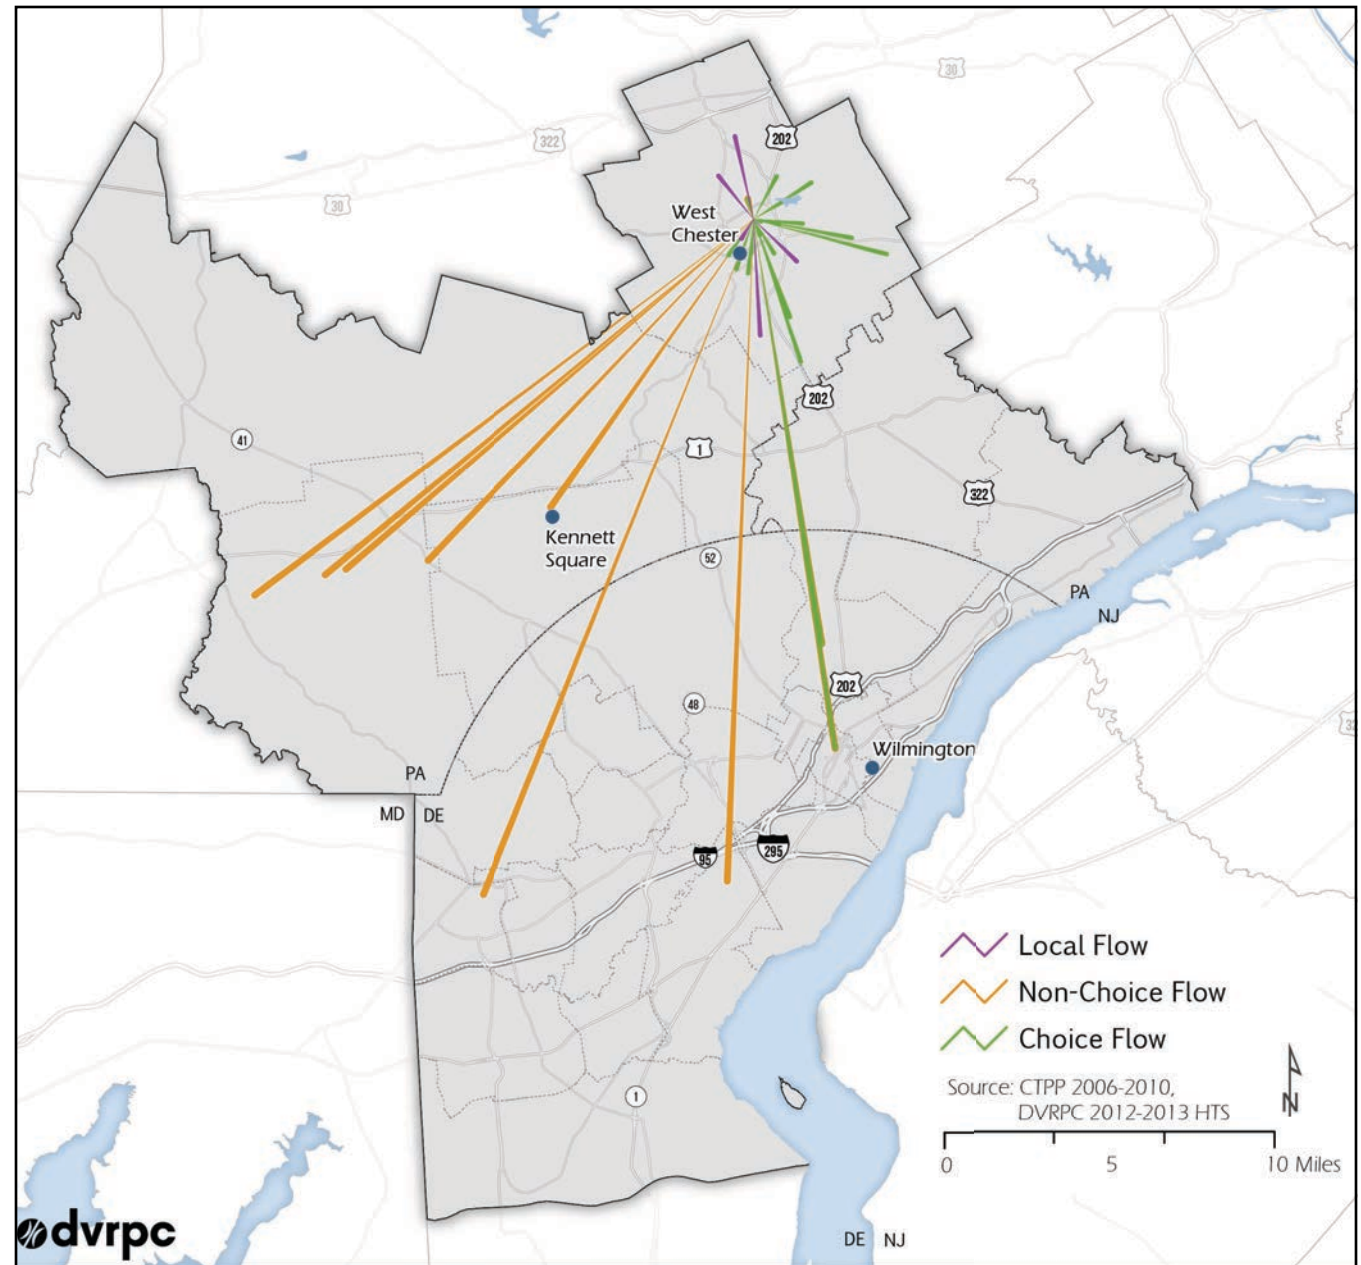 30
322
202
30
West
Chester
202
41
1
322
Kennett
Square
52
PA
NJ
202
48
Wilmington
PA
MD
DE
95
295
Local Flow
Non-Choice Flow
Choice Flow
Source: CTPP 2006-2010,
DVRPC 2012-2013 HTS
N
1
0
5
10 Miles
dvrpc
DE
NJ